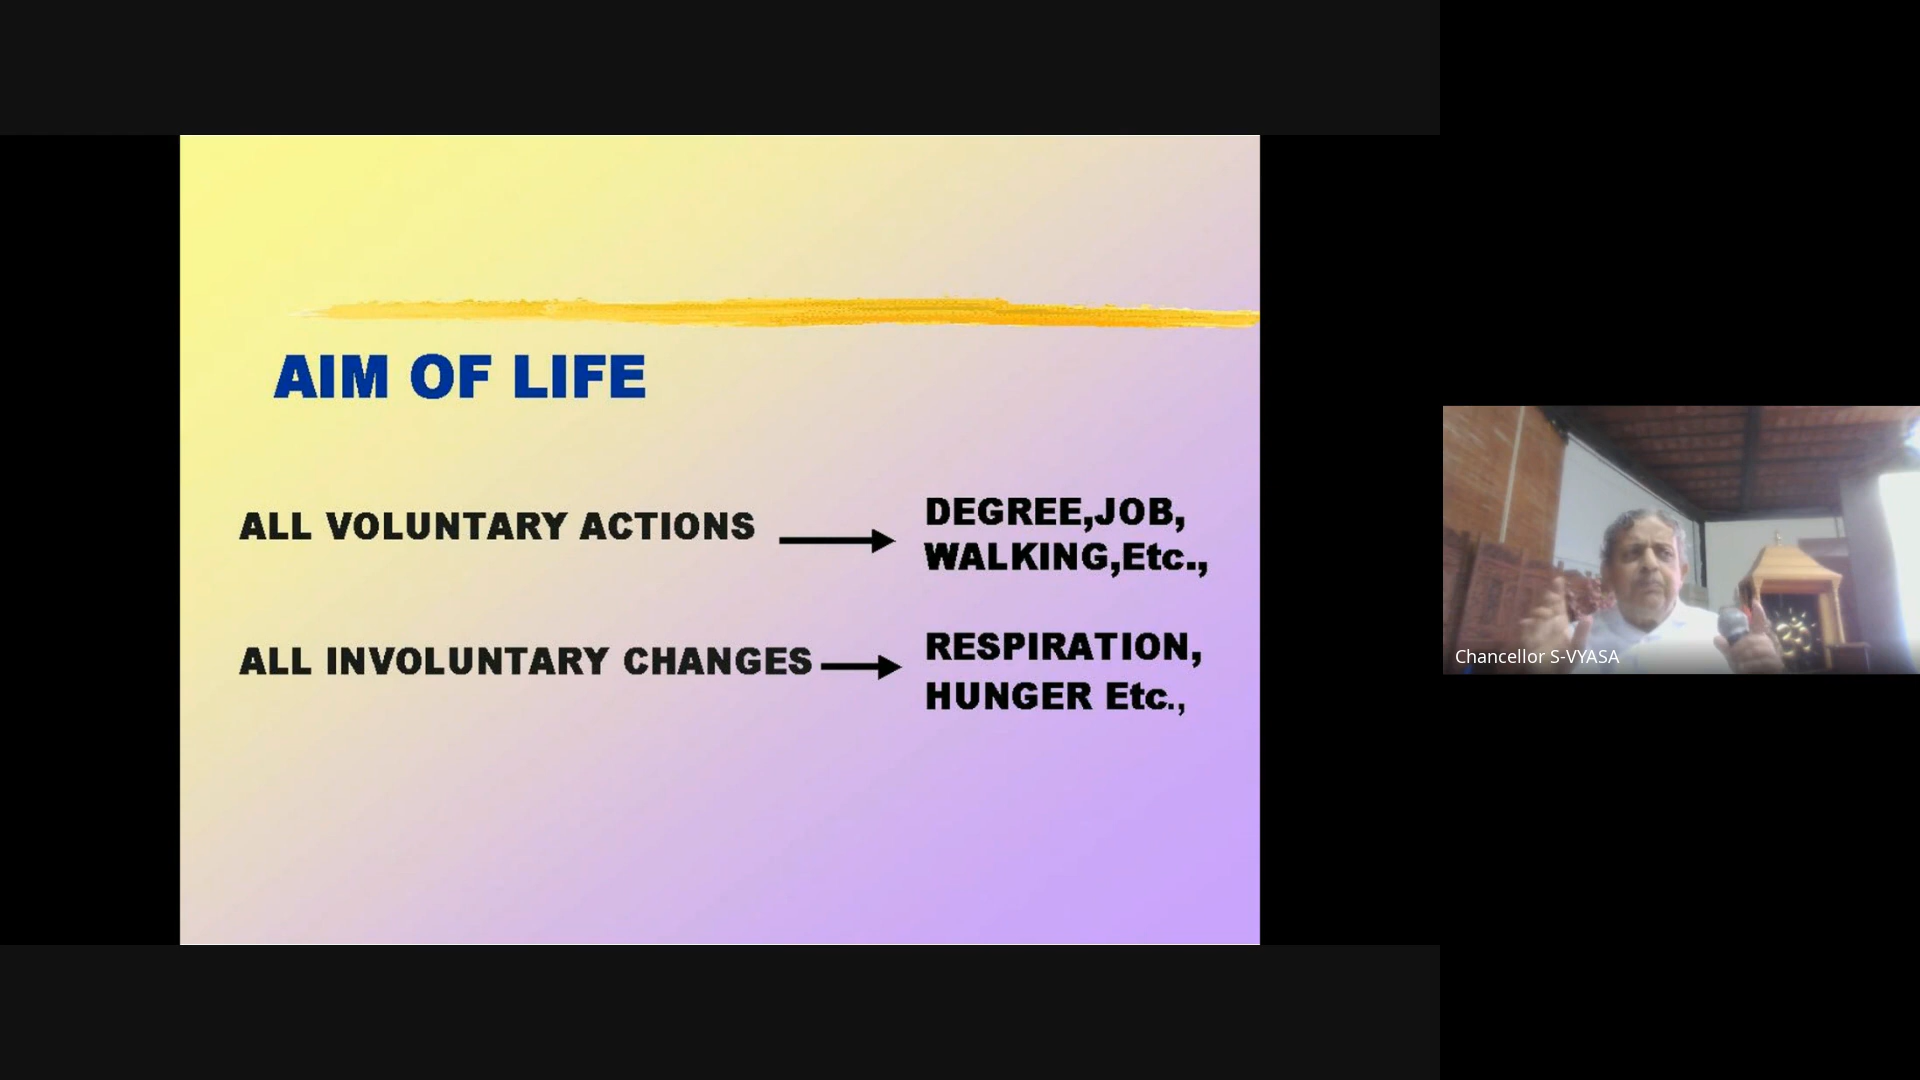 AIM OF LIFE
ALL VOLUNTARY ACTIONS
DEGREE,JOB,
WALKING,Etc.,
ALL INVOLUNTARY CHANGES
RESPIRATION,
HUNGER Etc.,
Chancellor S-VYASA